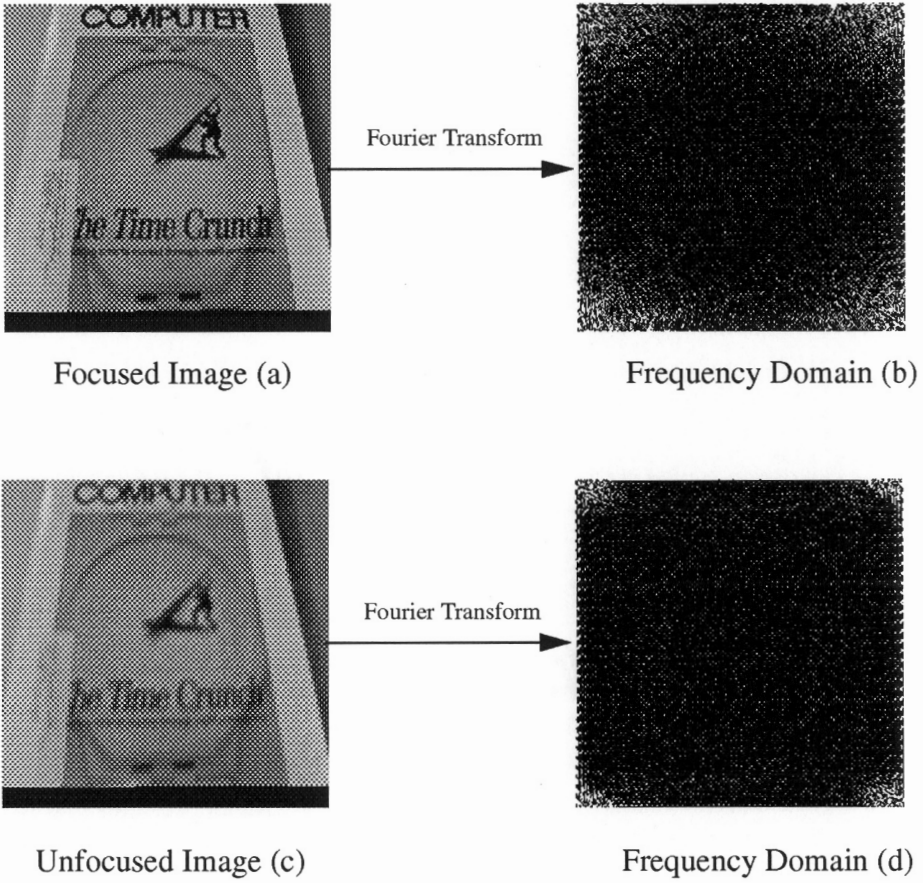 COMPUTER
Fourier Transform
he Time Crunch
Focused Image (a)
Frequency Domain (b)
COMPUTER
Fourier Transform
he Time Crunch
Unfocused Image (c)
Frequency Domain (d)